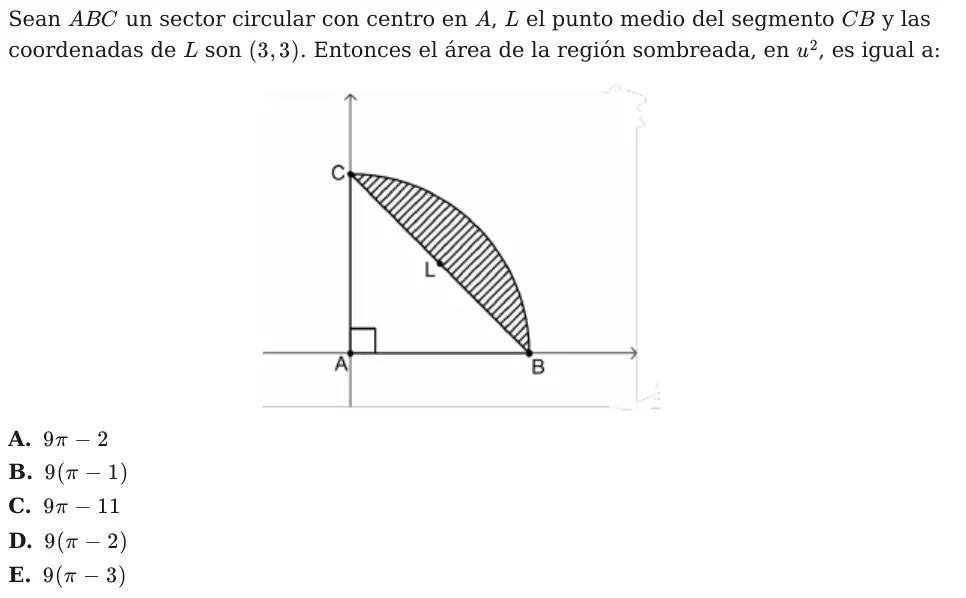 Sean ABC un sector circular con centro en A, L el punto medio del segmento CB y las
coordenadas de L son (3, 3). Entonces el área de la región sombreada, en u², es igual a:
C
L
A
B
A. 9π − 2
B. 9(π − 1)
C. 9π − 11
D. 9(π − 2)
E. 9(π − 3)